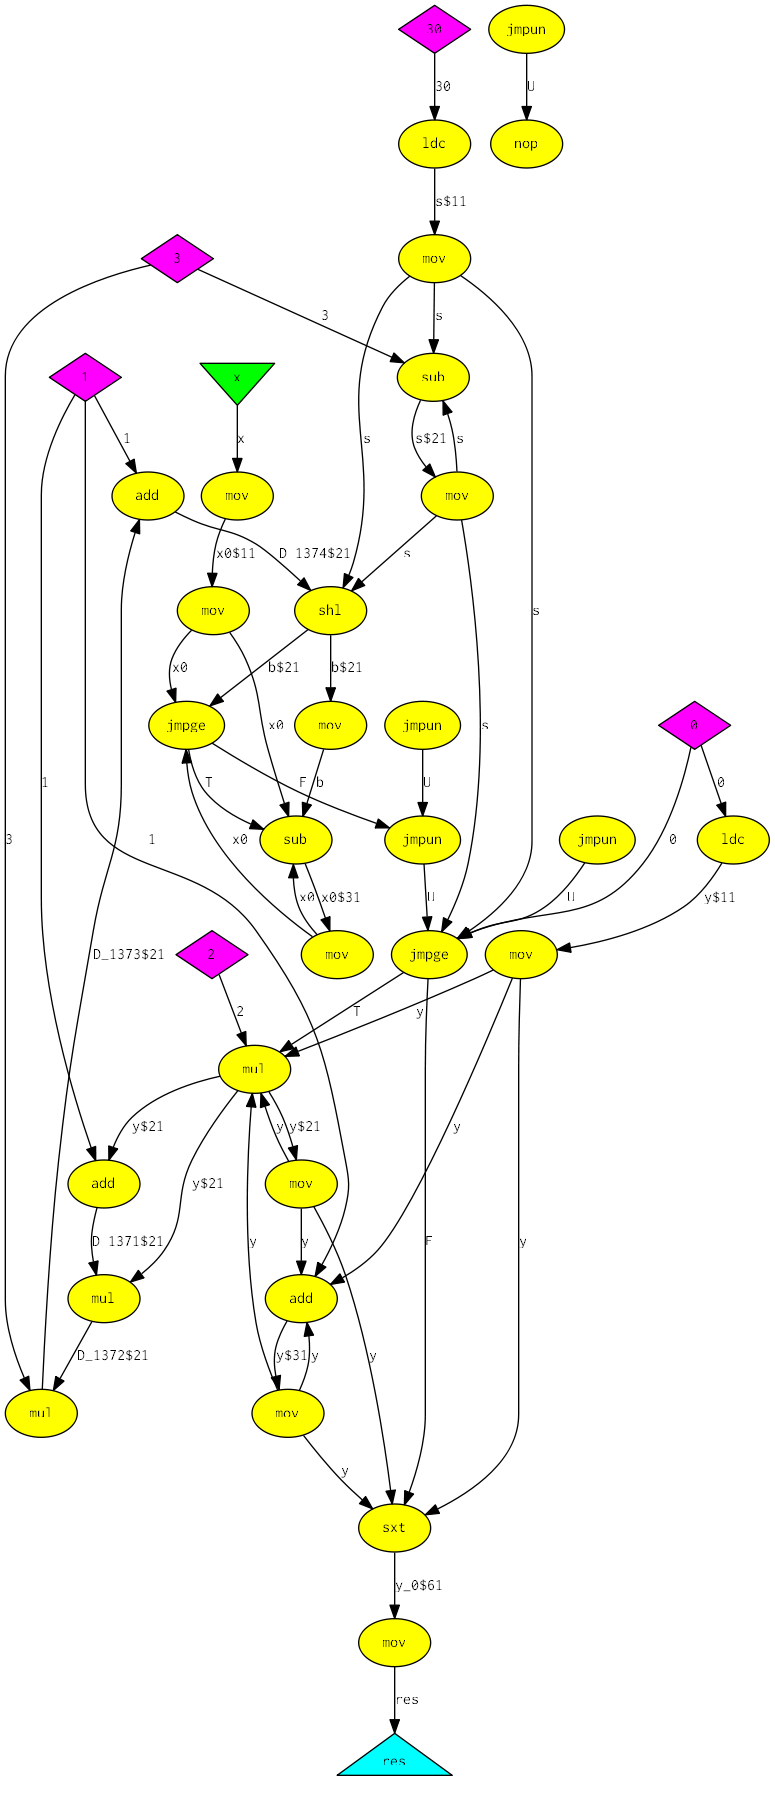 30
jmpun
30
U
ldc
nop
s$11
3
mov
3
s
1
x
sub
1
x
s
s$21
s
add
mov
mov
x0$11
D_1374$21
s
mov
shl
s
x0
b$21
b$21
s
jmpge
mov
jmpun
0
1
T
F
b
U
0
x0
3
1
x0
sub
jmpun
jmpun
0
ldc
x0
x0$31
U
U
y$11
D_1373$21
2
mov
jmpge
mov
2
T
y
mul
y$21
y
y$21
y
add
y$21
mov
D_1371$21
y
y
F
y
mul
add
D_1372$21
y$31
y
y
mul
mov
y
sxt
y_0$61
mov
res
res